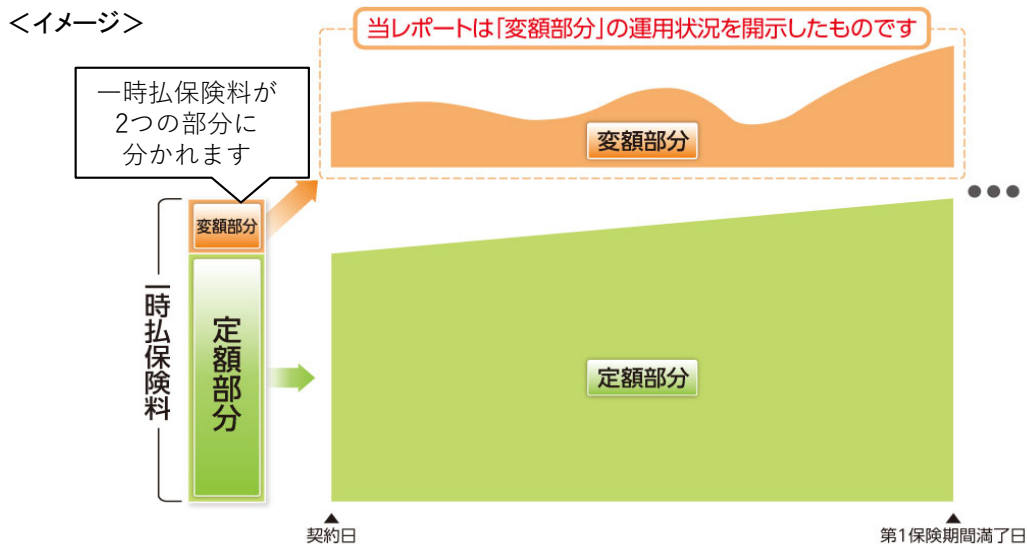 ＜イメージ＞
当レポートは「変額部分」の運用状況を開示したものです
一時払保険料が
2つの部分に
分かれます
変額部分
変額部分
一時払保険料
定額部分
定額部分
契約日
第1保険期間満了日